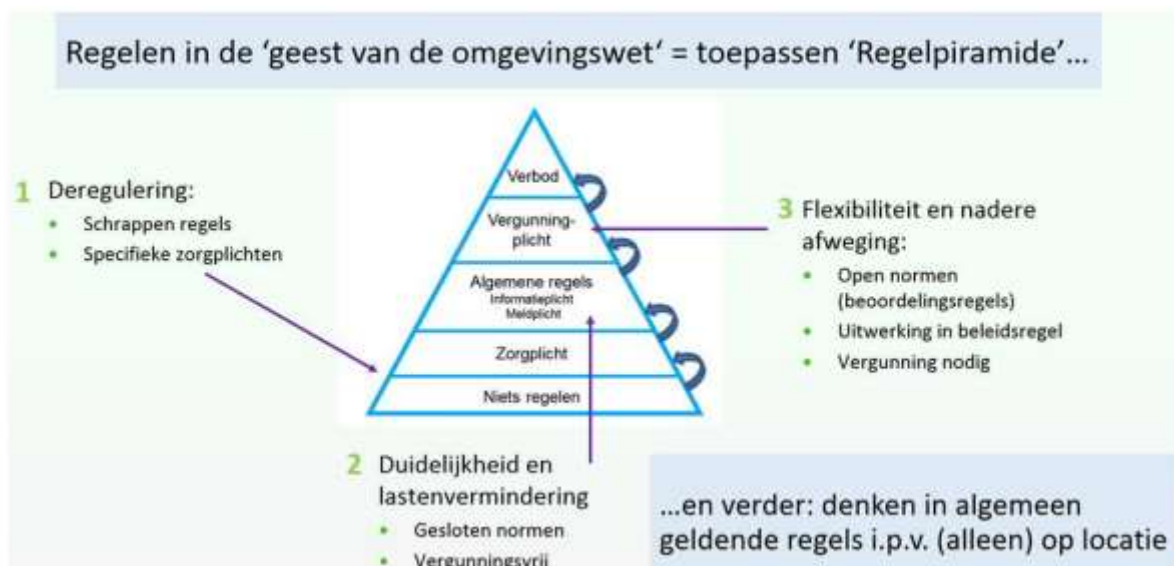 Regelen in de ‘geest van de omgevingswet‘ = toepassen ‘Regelpiramide’...
1 Deregulering:
• Schrappen regels
• Specifieke zorgplichten
Verbod
Vergunning-
plicht
Algemene regels
Informatieplicht
Meldplicht
Zorgplicht
Niets regelen
3 Flexibiliteit en nadere
afweging:
• Open normen
(beoordelingsregels)
• Uitwerking in beleidsregel
• Vergunning nodig
2 Duidelijkheid en
lastenvermindering
• Gesloten normen
• Vergunningsvrij
...en verder: denken in algemeen
geldende regels i.p.v. (alleen) op locatie